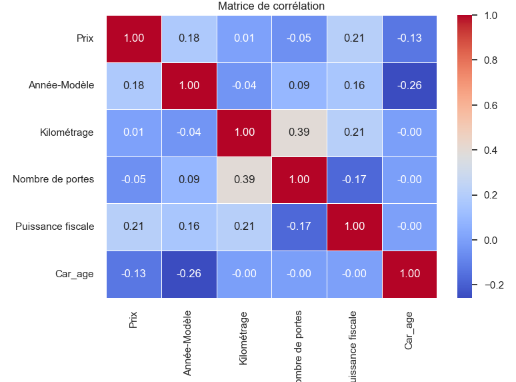 Matrice de corrélation
Prix 1.00 0.18 0.01 -0.05 0.21 -0.13
Année-Modèle 0.18 1.00 -0.04 0.09 0.16 -0.26
Kilométrage 0.01 -0.04 1.00 0.39 0.21 -0.00
Nombre de portes -0.05 0.09 0.39 1.00 -0.17 -0.00
Puissance fiscale 0.21 0.16 0.21 -0.17 1.00 -0.00
Car_age -0.13 -0.26 -0.00 -0.00 -0.00 1.00
Prix
Année-Modèle
Kilométrage
ombre de portes
uissance fiscale
Car_age
1.0
0.8
0.6
0.4
0.2
0.0
-0.2